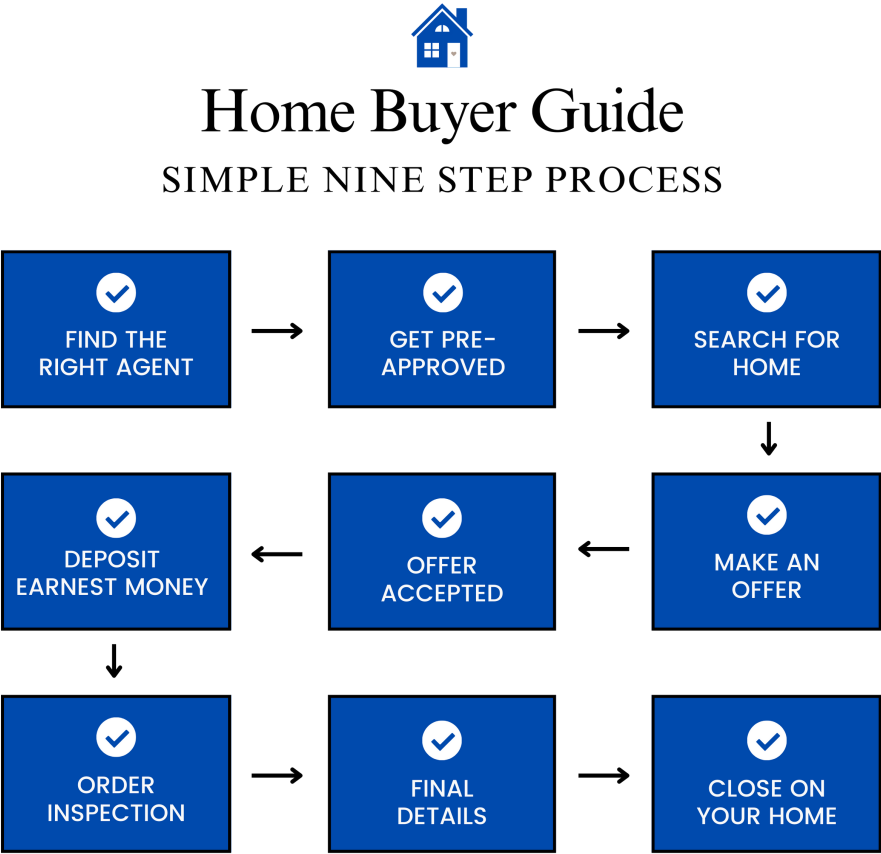 Home Buyer Guide
SIMPLE NINE STEP PROCESS
FIND THE
RIGHT AGENT
GET PRE-
APPROVED
SEARCH FOR
HOME
MAKE AN
OFFER
OFFER
ACCEPTED
DEPOSIT
EARNEST MONEY
ORDER
INSPECTION
FINAL
DETAILS
CLOSE ON
YOUR HOME